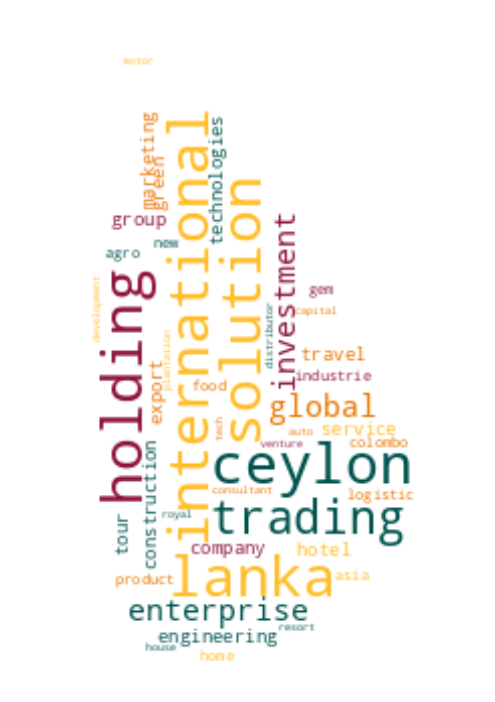 motor
marketing
green
international
technologies
solution
group
new
agro
holding
investment
gem
development
capital
distributor
plantation
travel
export
industrie
food
global
tech
auto
service
venture
colombo
construction
ceylon
consultant
logistic
trading
royal
tour
company
hotel
lanka
asia
product
enterprise
resort
engineering
house
home